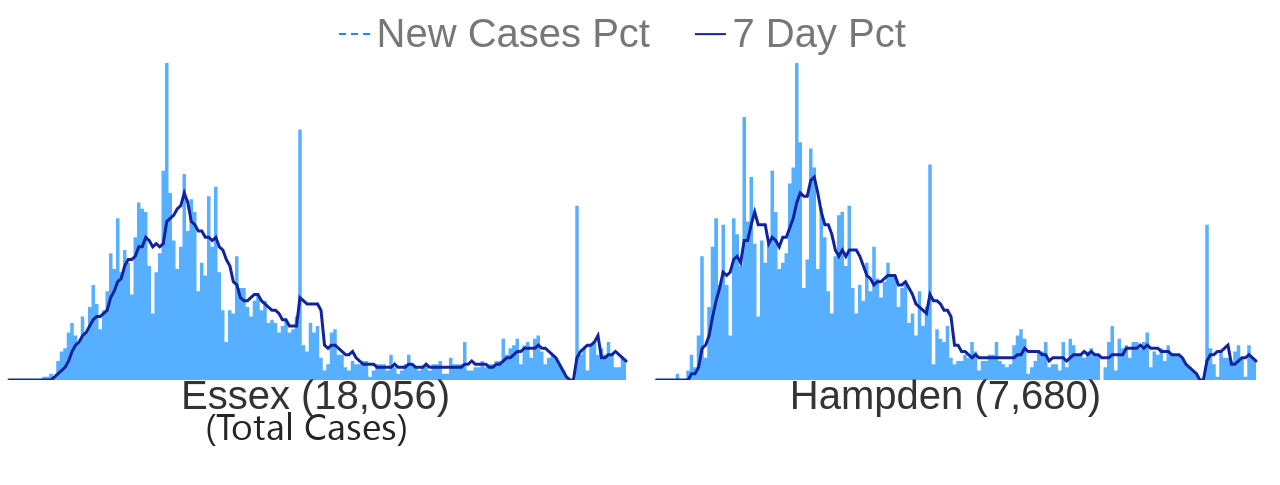 New Cases Pct 7 Day Pct
Essex (18,056) Hampden (7,680)
(Total Cases)